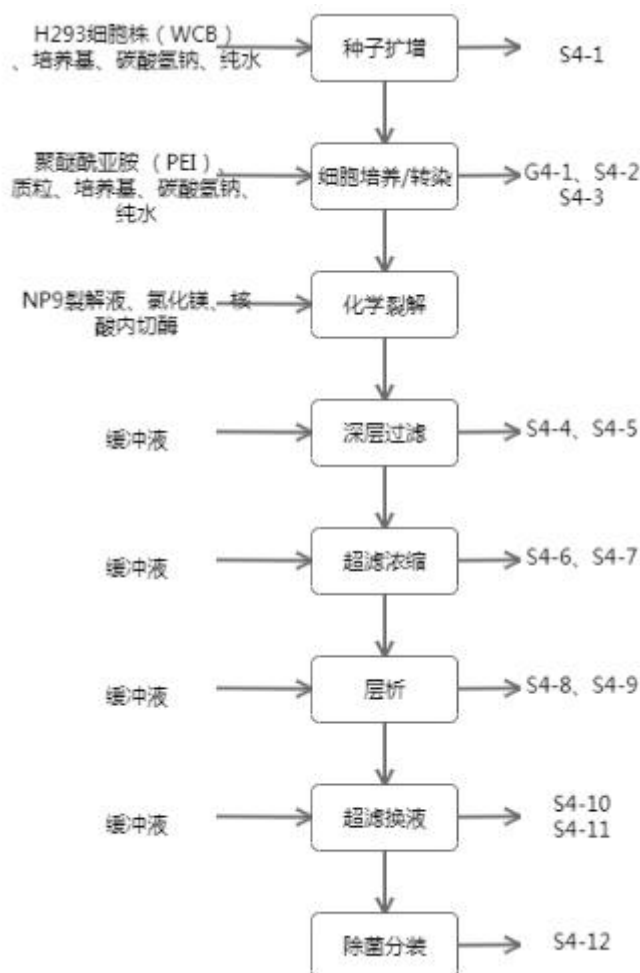 H293细胞株（WCB）
、培养基、碳酸氢钠、纯水
种子扩增
S4-1
聚醚酰亚胺 （PEI）、
质粒、培养基、碳酸氢钠、
纯水
细胞培养/转染
G4-1、S4-2
S4-3
NP9裂解液、氯化镁、核
酸内切酶
化学裂解
缓冲液
深层过滤
S4-4、S4-5
缓冲液
超滤浓缩
S4-6、S4-7
缓冲液
层析
S4-8、S4-9
缓冲液
超滤换液
S4-10
S4-11
除菌分装
S4-12